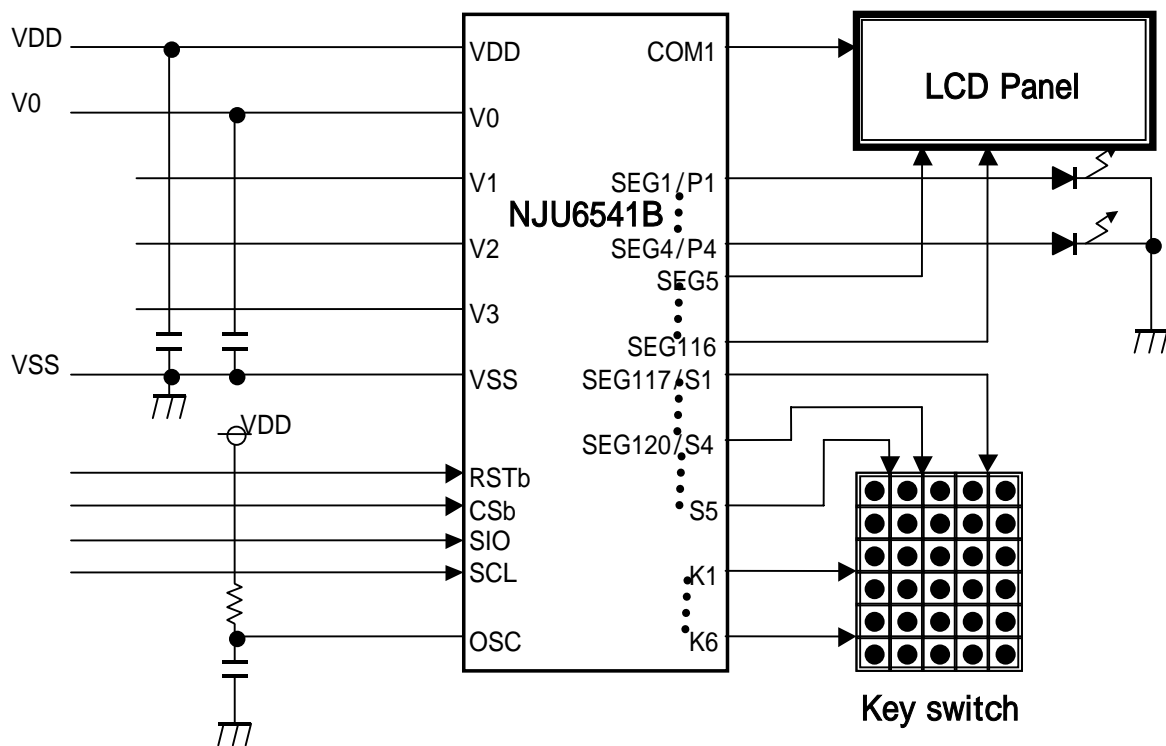 VDD
V0
VSS
VDD
VDD
V0
V1
V2
V3
VSS
RSTb
CSb
SIO
SCL
OSC
NJU6541B
COM1
SEG1/P1
SEG4/P4
SEG5
SEG116
SEG117/S1
SEG120/S4
S5
K1
K6
LCD Panel
Key switch